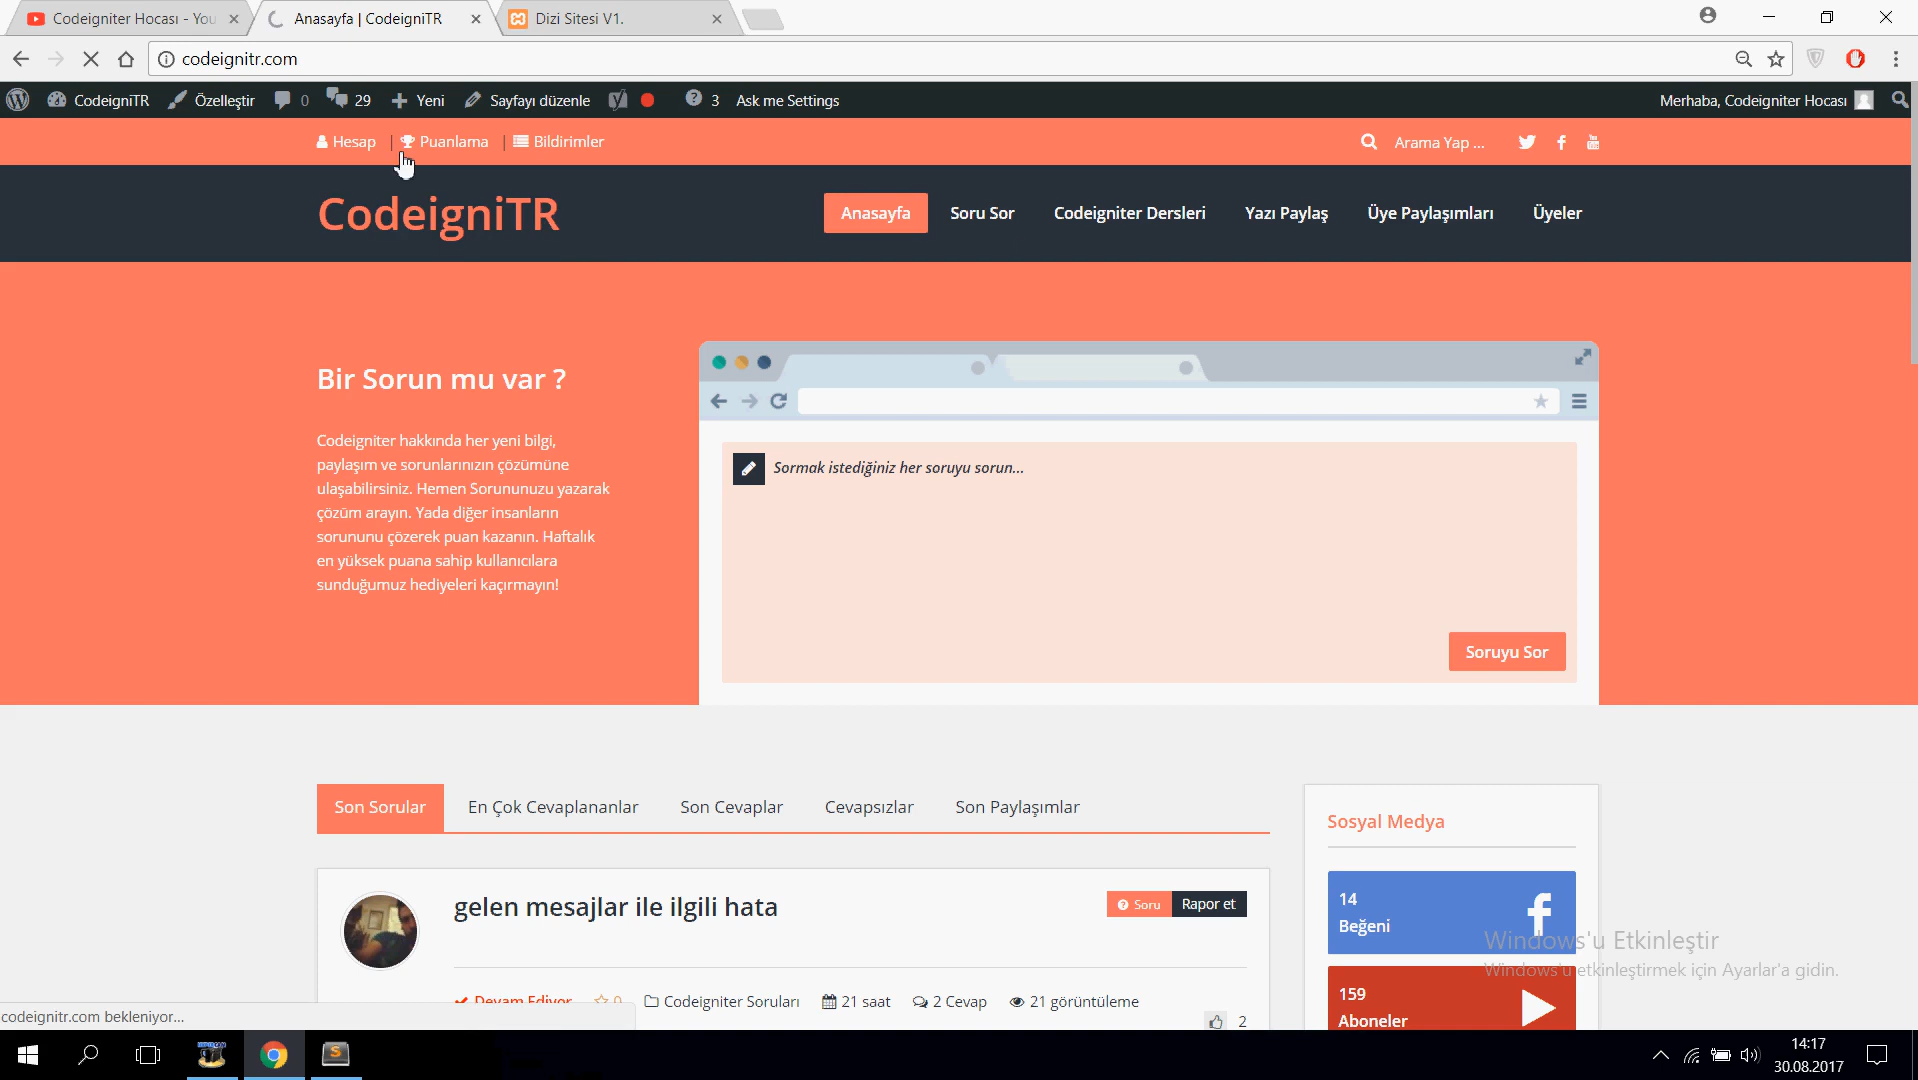 Codeigniter Hocası - You
Anasayfa | CodeigniTR
Dizi Sitesi V1.
codeignitr.com
CodeigniTR
Özelleştir
0
29
Yeni
Sayfayı düzenle
3
Ask me Settings
Merhaba, Codeigniter Hocası
Hesap
Puanlama
Bildirimler
Arama Yap ...
CodeigniTR
Anasayfa
Soru Sor
Codeigniter Dersleri
Yazı Paylaş
Üye Paylaşımları
Üyeler
Bir Sorun mu var ?
Codeigniter hakkında her yeni bilgi,
paylaşım ve sorunlarınızın çözümüne
ulaşabilirsiniz. Hemen Sorununuzu yazarak
çözüm arayın. Yada diğer insanların
sorununu çözerek puan kazanın. Haftalık
en yüksek puana sahip kullanıcılara
sunduğumuz hediyeleri kaçırmayın!
Sormak istediğiniz her soruyu sorun...
Soruyu Sor
Son Sorular
En Çok Cevaplananlar
Son Cevaplar
Cevapsızlar
Son Paylaşımlar
Sosyal Medya
gelen mesajlar ile ilgili hata
Soru
Rapor et
14
Beğeni
Windows'u Etkinleştir
Windows'u etkinleştirmek için Ayarlar'a gidin.
159
Aboneler
Devam Ediyor
0
Codeigniter Soruları
21 saat
2 Cevap
21 görüntüleme
2
codeignitr.com bekleniyor...
14:17
30.08.2017